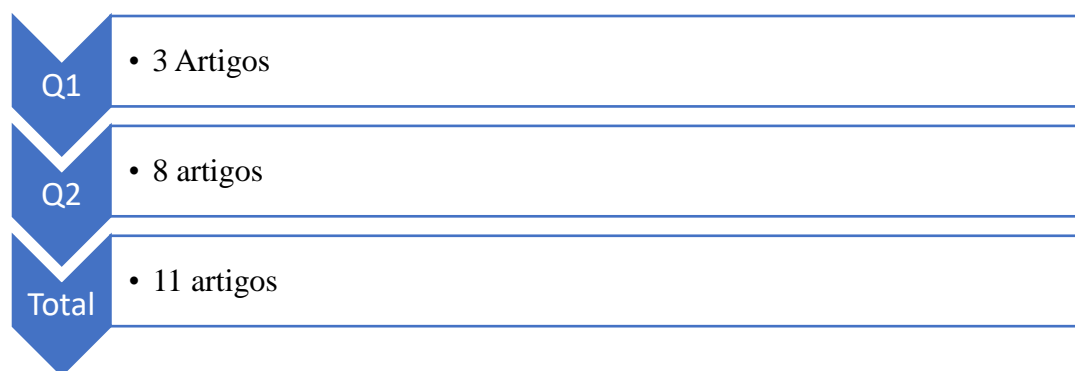 Q1
• 3 Artigos
Q2
• 8 artigos
Total
• 11 artigos